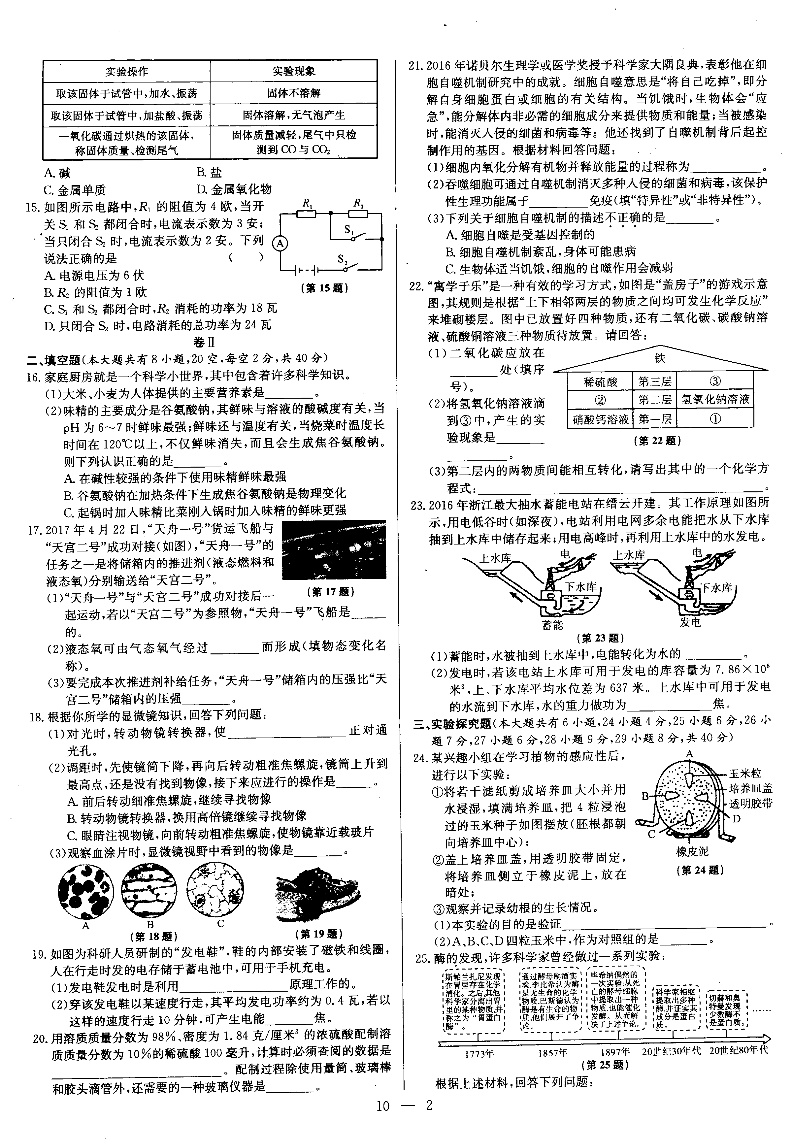 实验操作 实验现象
取该固体于试管中,加水、振荡 固体不溶解
取该固体于试管中,加盐酸、振荡 固体溶解,无气泡产生
一氧化碳通过炽热的该固体, 固体质量减轻,尾气中只检
称固体质量、检测尾气 测到CO与CO₂
A.碱 B.盐
C.金属单质 D.金属氧化物
15.如图所示电路中,R₁ 的阻值为 4 欧,当开
关 S₁ 和 S₂ 都闭合时,电流表示数为 3 安;
当只闭合 S₂ 时,电流表示数为 2 安。下列
说法正确的是 ( )
A.电源电压为 6 伏
B.R₂ 的阻值为 1 欧
C.S₁ 和 S₂ 都闭合时,R₂ 消耗的功率为 18 瓦
D.只闭合 S₂ 时,电路消耗的总功率为 24 瓦
R₁ R₂
S₁
A
S₂
(第 15 题)
卷Ⅱ
二、填空题(本大题共有 8 小题,20 空,每空 2 分,共 40 分)
16.家庭厨房就是一个科学小世界,其中包含着许多科学知识。
(1)大米、小麦为人体提供的主要营养素是________。
(2)味精的主要成分是谷氨酸钠,其鲜味与溶液的酸碱度有关,当
pH 为 6~7 时鲜味最强;鲜味还与温度有关,当烧菜时温度长
时间在 120℃以上,不仅鲜味消失,而且会生成焦谷氨酸钠。
则下列认识正确的是________。
A.在碱性较强的条件下使用味精鲜味最强
B.谷氨酸钠在加热条件下生成焦谷氨酸钠是物理变化
C.起锅时加入味精比菜刚入锅时加入味精的鲜味更强
17.2017 年 4 月 22 日,“天舟一号”货运飞船与
“天宫二号”成功对接(如图),“天舟一号”的
任务之一是将储箱内的推进剂(液态燃料和
液态氧)分别输送给“天宫二号”。
(第 17 题)
(1)“天舟一号”与“天宫二号”成功对接后一
起运动,若以“天宫二号”为参照物,“天舟一号”飞船是________
的。
(2)液态氧可由气态氧气经过________而形成(填物态变化名
称)。
(3)要完成本次推进剂补给任务,“天舟一号”储箱内的压强比“天
宫二号”储箱内的压强________。
18.根据你所学的显微镜知识,回答下列问题:
(1)对光时,转动物镜转换器,使________正对通
光孔。
(2)调距时,先使镜筒下降,再向后转动粗准焦螺旋,镜筒上升到
最高点,还是没有找到物像,接下来应进行的操作是________。
A.前后转动细准焦螺旋,继续寻找物像
B.转动物镜转换器,换用高倍镜继续寻找物像
C.眼睛注视物镜,向前转动粗准焦螺旋,使物镜靠近载玻片
(3)观察血涂片时,显微镜视野中看到的物像是________。
A B C
(第 18 题) (第 19 题)
19.如图为科研人员研制的“发电鞋”,鞋的内部安装了磁铁和线圈,
人在行走时发的电存储于蓄电池中,可用于手机充电。
(1)发电鞋发电时是利用________原理工作的。
(2)穿该发电鞋以某速度行走,其平均发电功率约为 0.4 瓦,若以
这样的速度行走 10 分钟,可产生电能________焦。
20.用溶质质量分数为 98%、密度为 1.84 克/厘米³ 的浓硫酸配制溶
质质量分数为 10%的稀硫酸 100 毫升,计算时必须查阅的数据是
________。配制过程除使用量筒、玻璃棒
和胶头滴管外,还需要的一种玻璃仪器是________。
21.2016 年诺贝尔生理学或医学奖授予科学家大隅良典,表彰他在细
胞自噬机制研究中的成就。细胞自噬意思是“将自己吃掉”,即分
解自身细胞蛋白或细胞的有关结构。当饥饿时,生物体会“应
急”,能分解体内非必需的细胞成分来提供物质和能量;当被感染
时,能消灭入侵的细菌和病毒等;他还找到了自噬机制背后起控
制作用的基因。根据材料回答问题:
(1)细胞内氧化分解有机物并释放能量的过程称为________。
(2)吞噬细胞可通过自噬机制消灭多种入侵的细菌和病毒,该保护
性生理功能属于________免疫(填“特异性”或“非特异性”)。
(3)下列关于细胞自噬机制的描述不正确的是________。
A.细胞自噬是受基因控制的
B.细胞自噬机制紊乱,身体可能患病
C.生物体适当饥饿,细胞的自噬作用会减弱
22.“寓学于乐”是一种有效的学习方式,如图是“盖房子”的游戏示意
图,其规则是根据“上下相邻两层的物质之间均可发生化学反应”
来堆砌楼层。图中已放置好四种物质,还有二氧化碳、碳酸钠溶
液、硫酸铜溶液三种物质待放置。请回答:
(1)二氧化碳应放在
________处(填序
号)。
(2)将氢氧化钠溶液滴
到③中,产生的实
验现象是________
________。
铁
稀硫酸 第三层 ③
② 第二层 氢氧化钠溶液
硝酸钙溶液 第一层 ①
(第 22 题)
(3)第二层内的两物质间能相互转化,请写出其中的一个化学方
程式:________。
23.2016 年浙江最大抽水蓄能电站在缙云开建。其工作原理如图所
示,用电低谷时(如深夜),电站利用电网多余电能把水从下水库
抽到上水库中储存起来;用电高峰时,再利用上水库中的水发电。
上水库 电 上水库 电
下水库 下水库
蓄能 发电
(第 23 题)
(1)蓄能时,水被抽到上水库中,电能转化为水的________。
(2)发电时,若该电站上水库可用于发电的库容量为 7.86×10⁶
米³,上、下水库平均水位差为 637 米。上水库中可用于发电
的水流到下水库,水的重力做功为________焦。
三、实验探究题(本大题共有 6 小题,24 小题 4 分,25 小题 6 分,26 小
题 7 分,27 小题 6 分,28 小题 9 分,29 小题 8 分,共 40 分)
24.某兴趣小组在学习植物的感应性后,
进行以下实验:
①将若干滤纸剪成培养皿大小并用
水浸湿,填满培养皿,把 4 粒浸泡
过的玉米种子如图摆放(胚根都朝
向培养皿中心);
②盖上培养皿盖,用透明胶带固定,
将培养皿侧立于橡皮泥上,放在
暗处;
③观察并记录幼根的生长情况。
A
玉米粒
培养皿盖
B
透明胶带
D
C
橡皮泥
(第 24 题)
(1)本实验的目的是验证________。
(2)A、B、C、D 四粒玉米中,作为对照组的是________。
25.酶的发现,许多科学家曾经做过一系列实验:
1773年 1857年 1897年 20世纪30年代 20世纪80年代
(第 25 题)
根据上述材料,回答下列问题:
10 — 2